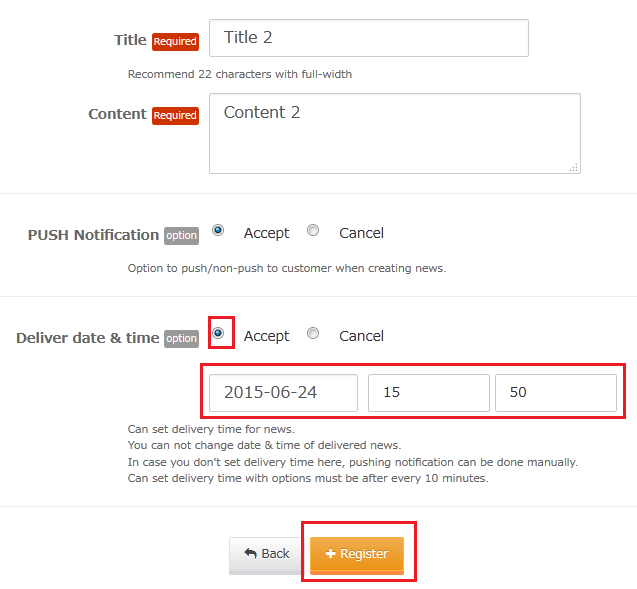 Title Required Title 2
Recommend 22 characters with full-width
Content Required Content 2
PUSH Notification option Accept Cancel
Option to push/non-push to customer when creating news.
Deliver date & time option Accept Cancel
2015-06-24 15 50
Can set delivery time for news.
You can not change date & time of delivered news.
In case you don't set delivery time here, pushing notification can be done manually.
Can set delivery time with options must be after every 10 minutes.
Back Register